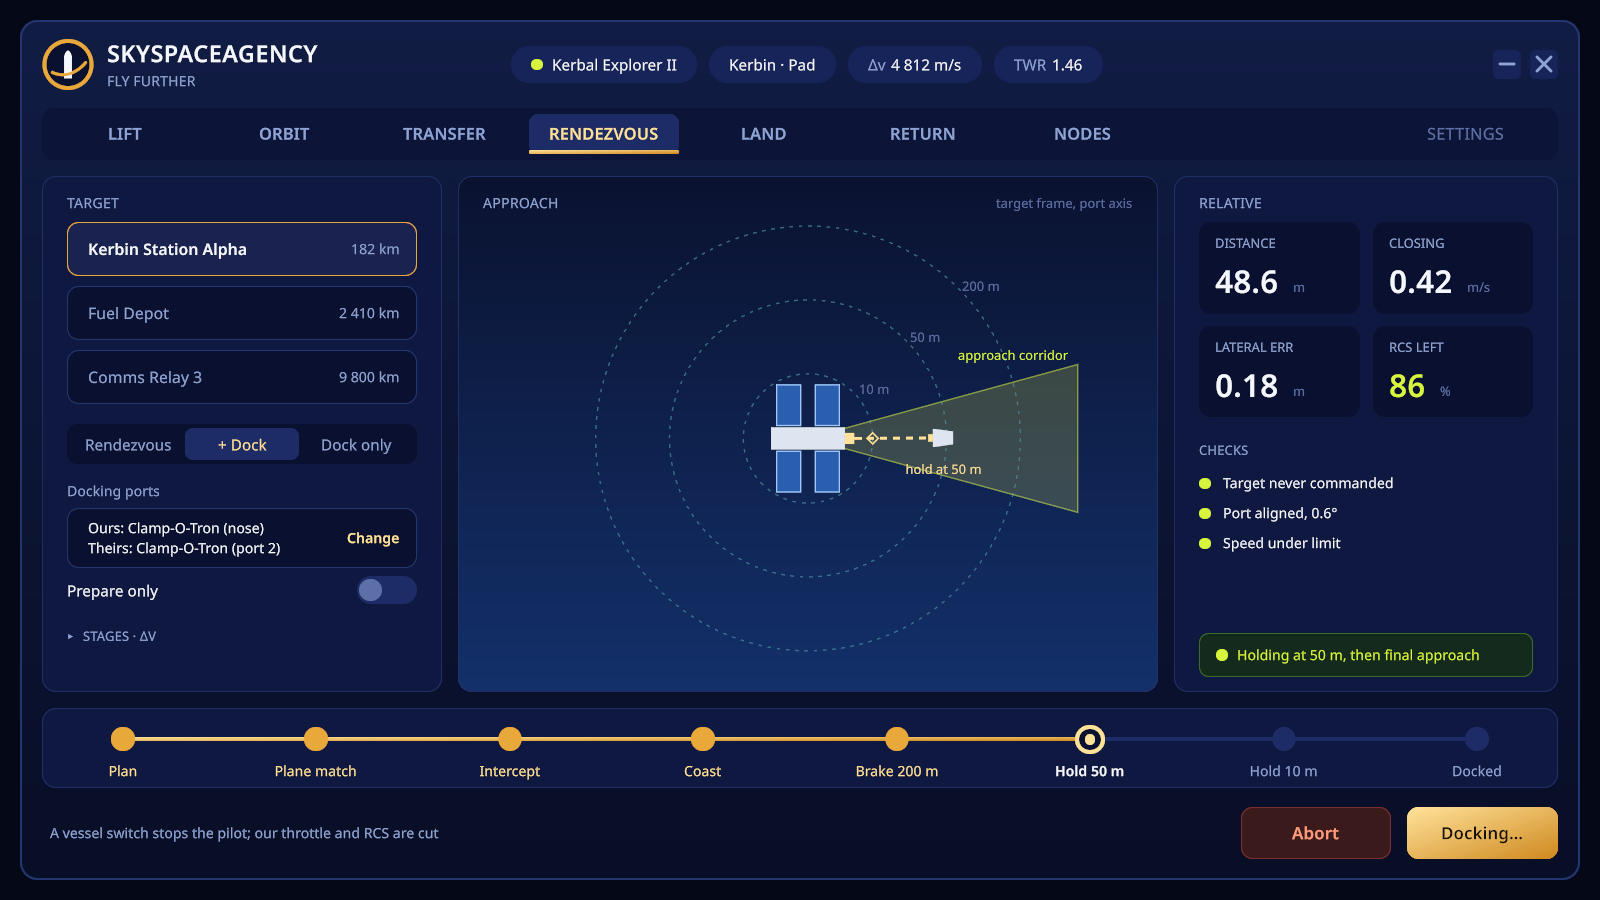 SKYSPACEAGENCY
FLY FURTHER
Kerbal Explorer II
Kerbin · Pad
Δv 4 812 m/s
TWR 1.46
LIFT
ORBIT
TRANSFER
RENDEZVOUS
LAND
RETURN
NODES
SETTINGS
TARGET
Kerbin Station Alpha 182 km
Fuel Depot 2 410 km
Comms Relay 3 9 800 km
Rendezvous + Dock Dock only
Docking ports
Ours: Clamp-O-Tron (nose)
Theirs: Clamp-O-Tron (port 2)
Change
Prepare only
STAGES · ΔV
APPROACH
target frame, port axis
200 m
50 m
approach corridor
10 m
hold at 50 m
RELATIVE
DISTANCE
48.6 m
CLOSING
0.42 m/s
LATERAL ERR
0.18 m
RCS LEFT
86 %
CHECKS
Target never commanded
Port aligned, 0.6°
Speed under limit
Holding at 50 m, then final approach
Plan
Plane match
Intercept
Coast
Brake 200 m
Hold 50 m
Hold 10 m
Docked
A vessel switch stops the pilot; our throttle and RCS are cut
Abort
Docking...